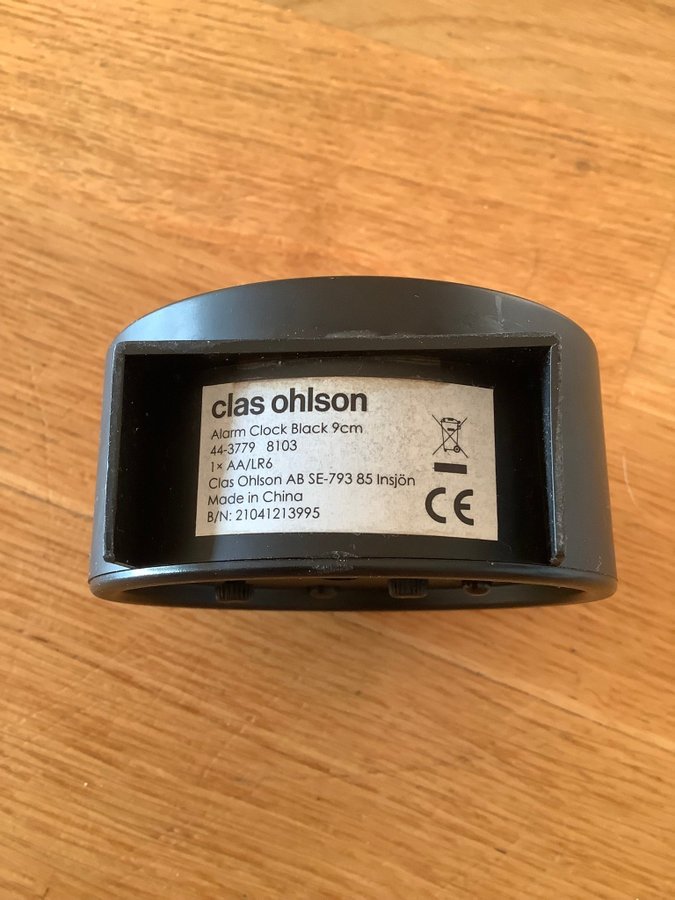 clas ohlson
Alarm Clock Black 9cm
44-3779 8103
1× AA/LR6
Clas Ohlson AB SE-793 85 Insjön
Made in China
B/N: 21041213995
CE